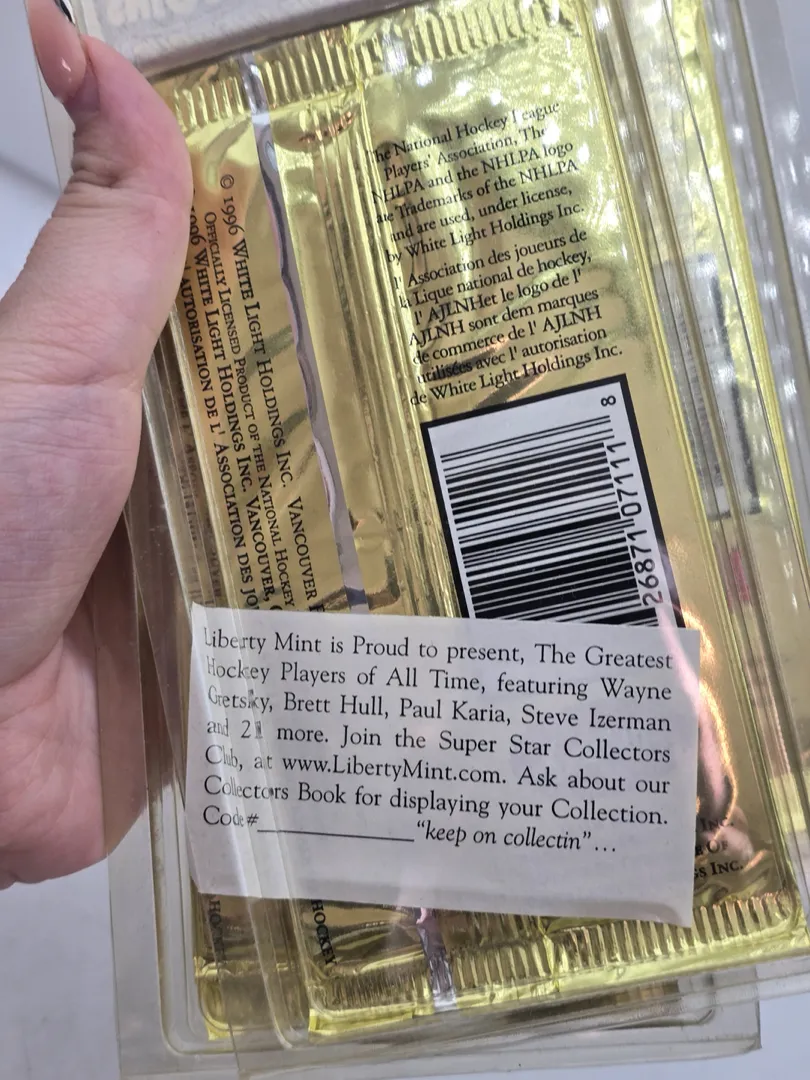 The National Hockey League
Players' Association, The
NHLPA and the NHLPA logo
are Trademarks of the NHLPA
and are used, under license,
by White Light Holdings Inc.
l' Association des joueurs de
la Lique national de hockey,
l' AJLNHet le logo de l'
AJLNH sont dem marques
de commerce de l' AJLNH
utilisées avec l' autorisation
de White Light Holdings Inc.
© 1996 WHITE LIGHT HOLDINGS INC. VANCOUVER
OFFICIALLY LICENSED PRODUCT OF THE NATIONAL HOCKEY
1996 WHITE LIGHT HOLDINGS INC. VANCOUVER,
AUTORISATION DE L' ASSOCIATION DES
26871 07111 8
Liberty Mint is Proud to present, The Greatest
Hockey Players of All Time, featuring Wayne
Gretsky, Brett Hull, Paul Karia, Steve Izerman
and 21 more. Join the Super Star Collectors
Club, at www.LibertyMint.com. Ask about our
Collectors Book for displaying your Collection.
Code#____________ “keep on collectin”...
INC.
OF
INC.
HOCKEY